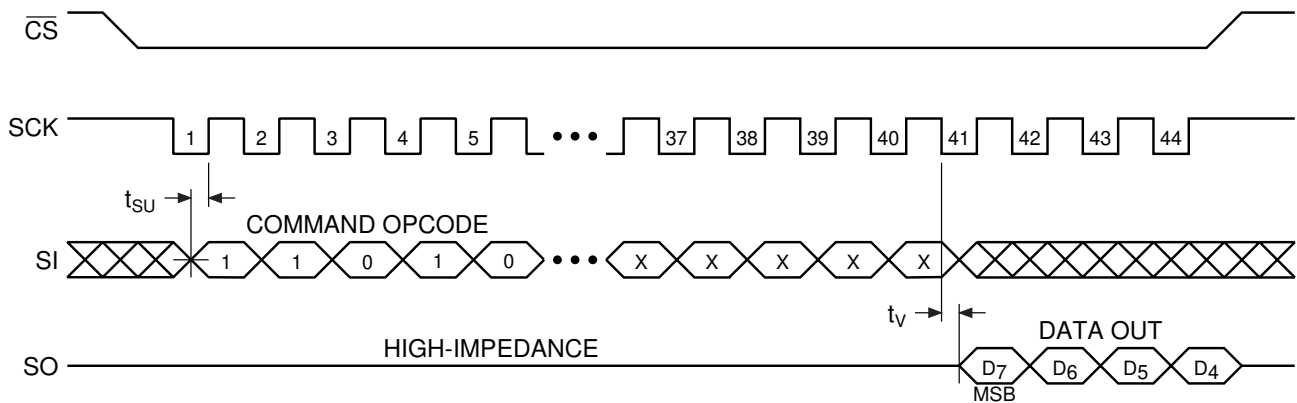 CS
SCK 1 2 3 4 5 37 38 39 40 41 42 43 44
tSU
COMMAND OPCODE
SI 1 1 0 1 0 X X X X X
tV
DATA OUT
HIGH-IMPEDANCE
SO D7 D6 D5 D4
MSB